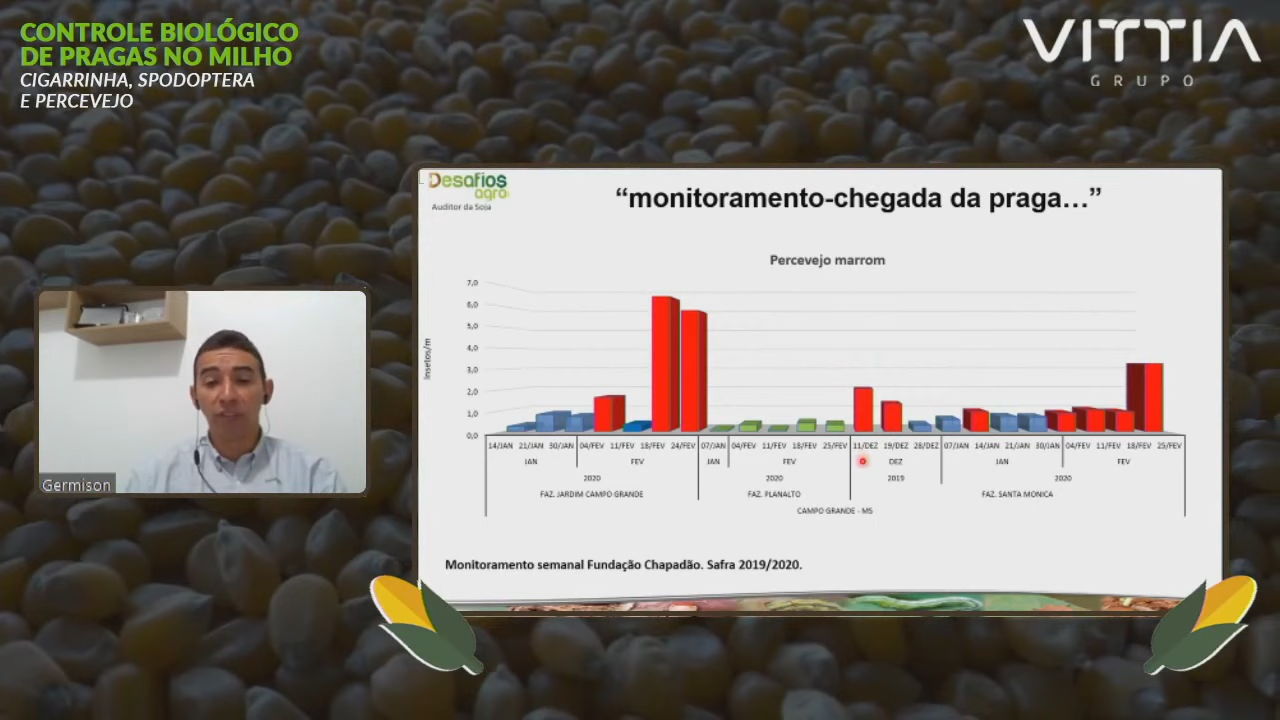 CONTROLE BIOLÓGICO
DE PRAGAS NO MILHO
CIGARRINHA, SPODOPTERA
E PERCEVEJO
VITTIA
GRUPO
Desafios
agro
Auditor da Soja
“monitoramento-chegada da praga...”
Percevejo marrom
7,0
6,0
5,0
4,0
3,0
2,0
1,0
0,0
Insetos/m
14/JAN 21/JAN 30/JAN 04/FEV 11/FEV 18/FEV 24/FEV 07/JAN 04/FEV 11/FEV 18/FEV 25/FEV 11/DEZ 19/DEZ 28/DEZ 07/JAN 14/JAN 21/JAN 30/JAN 04/FEV 11/FEV 18/FEV 25/FEV
JAN FEV JAN FEV DEZ JAN FEV
2020 2020 2019 2020
FAZ. JARDIM CAMPO GRANDE FAZ. PLANALTO FAZ. SANTA MONICA
CAMPO GRANDE - MS
Monitoramento semanal Fundação Chapadão. Safra 2019/2020.
Germison